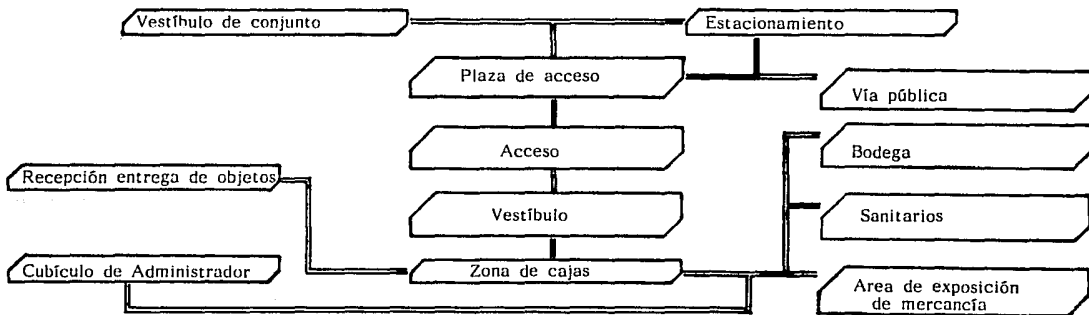 Vestíbulo de conjunto
Estacionamiento
Plaza de acceso
Vía pública
Acceso
Bodega
Recepción entrega de objetos
Vestíbulo
Sanitarios
Cubículo de Administrador
Zona de cajas
Area de exposición
de mercancía